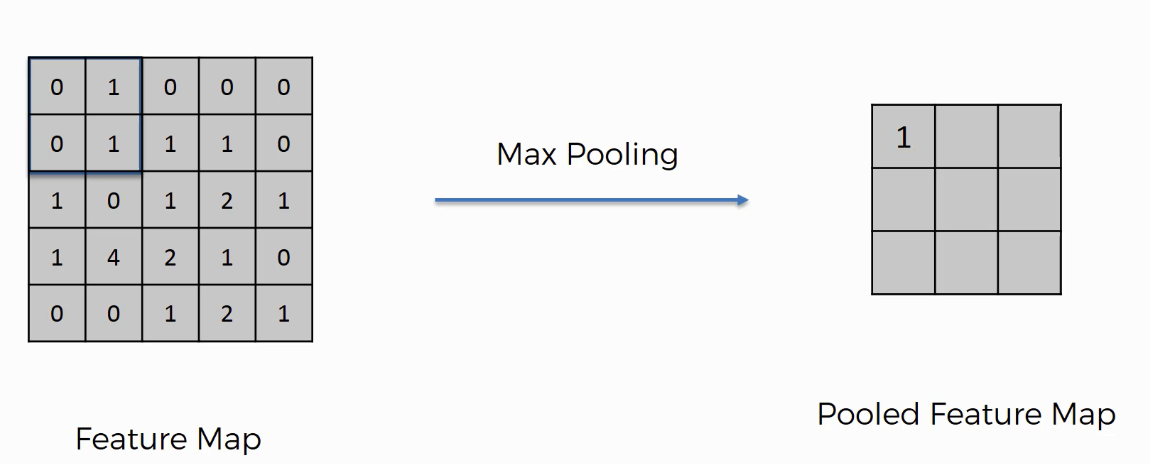 0 1 0 0 0
0 1 1 1 0
1 0 1 2 1
1 4 2 1 0
0 0 1 2 1
Feature Map
Max Pooling
1
Pooled Feature Map